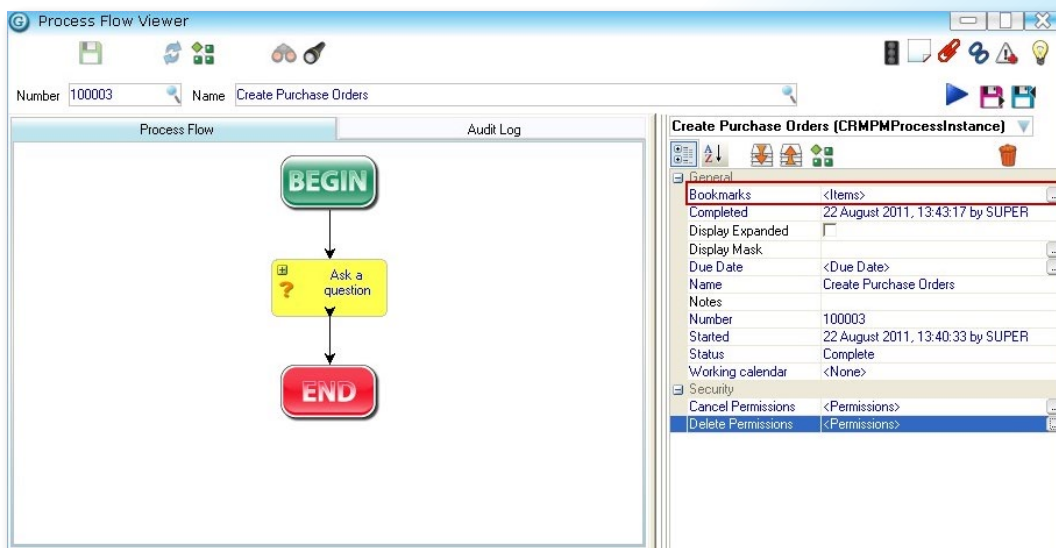 Process Flow Viewer
Number 100003 Name Create Purchase Orders
Process Flow Audit Log
BEGIN
Ask a
question
END
Create Purchase Orders (CRMPMProcessInstance)
General
Bookmarks <Items>
Completed 22 August 2011, 13:43:17 by SUPER
Display Expanded
Display Mask
Due Date <Due Date>
Name Create Purchase Orders
Notes
Number 100003
Started 22 August 2011, 13:40:33 by SUPER
Status Complete
Working calendar <None>
Security
Cancel Permissions <Permissions>
Delete Permissions <Permissions>